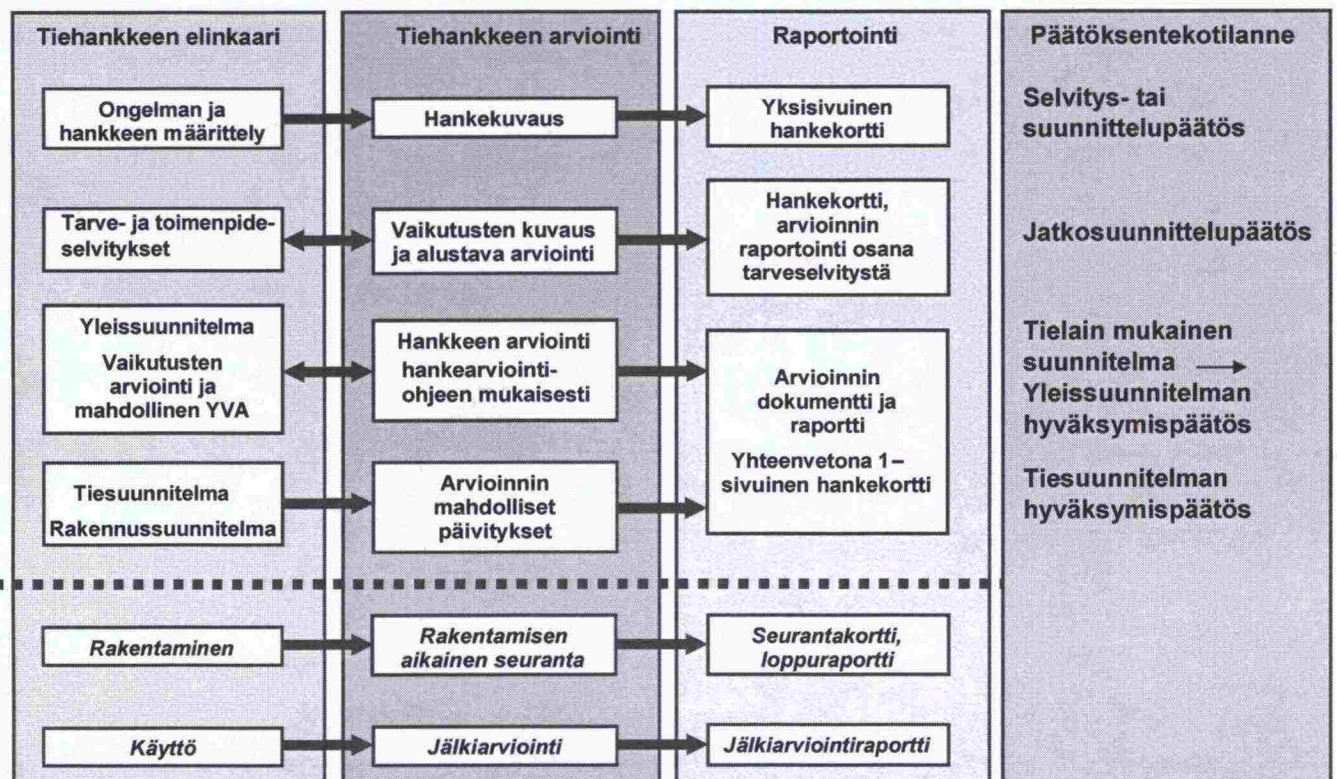 Tiehankkeen elinkaari
Ongelman ja
hankkeen määrittely
Tarve- ja toimenpide-
selvitykset
Yleissuunnitelma
Vaikutusten
arviointi ja
mahdollinen YVA
Tiesuunnitelma
Rakennussuunnitelma
Rakentaminen
Käyttö
Tiehankkeen arviointi
Hankekuvaus
Vaikutusten kuvaus
ja alustava arviointi
Hankkeen arviointi
hankearviointi-
ohjeen mukaisesti
Arvioinnin
mahdolliset
päivitykset
Rakentamisen
aikainen seuranta
Jälkiarviointi
Raportointi
Yksisivuinen
hankekortti
Hankekortti,
arvioinnin
raportointi osana
tarveselvitystä
Arvioinnin
dokumentti ja
raportti
Yhteenvetona 1–
sivuinen hankekortti
Seurantakortti,
loppuraportti
Jälkiarviointiraportti
Päätöksentekotilanne
Selvitys- tai
suunnittelupäätös
Jatkosuunnittelupäätös
Tielain mukainen
suunnitelma →
Yleissuunnitelman
hyväksymispäätös
Tiesuunnitelman
hyväksymispäätös